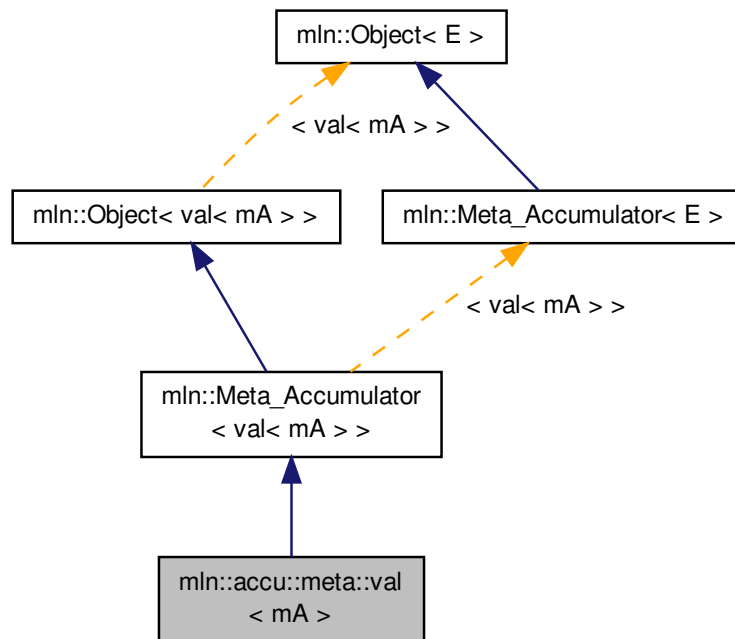 mln::Object< E >
< val< mA > >
mln::Object< val< mA > >
mln::Meta_Accumulator< E >
< val< mA > >
mln::Meta_Accumulator
< val< mA > >
mln::accu::meta::val
< mA >